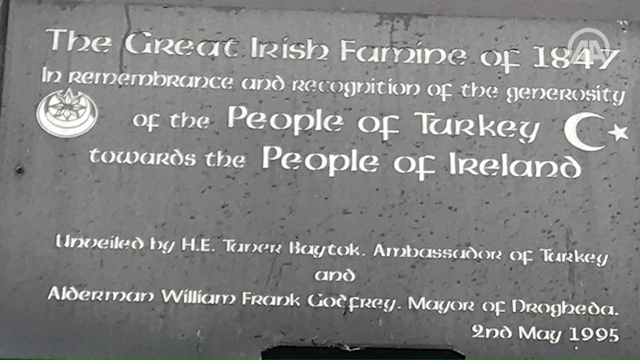 AA
The Great Irish Famine of 1847
In remembrance and recognition of the generosity
of the People of Turkey
towards the People of Ireland
Unveiled by H.E. Taner Baytok. Ambassador of Turkey
and
Alderman William Frank Godfrey. Mayor of Drogheda.
2nd May 1995